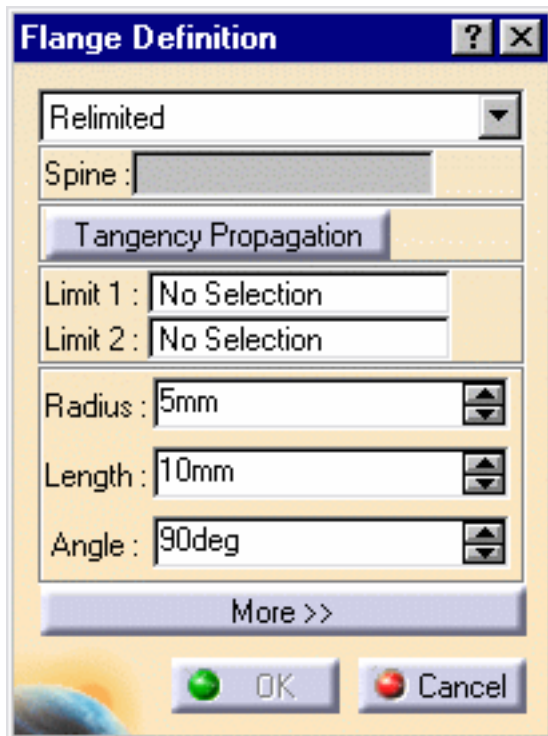 Flange Definition ? X
Relimited
Spine :
Tangency Propagation
Limit 1 : No Selection
Limit 2 : No Selection
Radius : 5mm
Length : 10mm
Angle : 90deg
More >>
OK Cancel